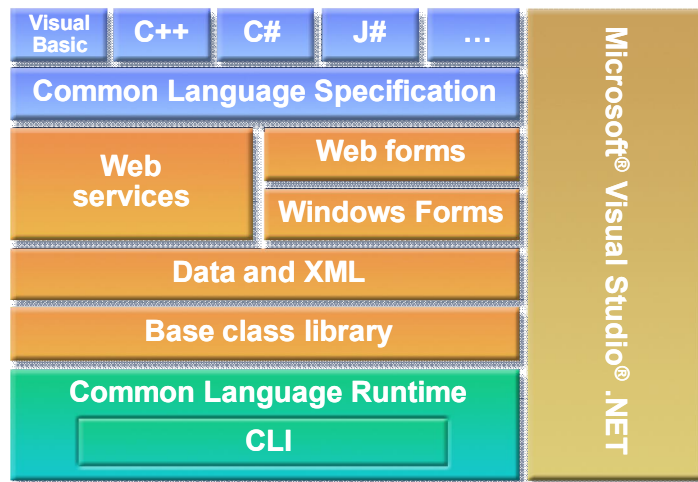 Visual
Basic
C++
C#
J#
...
Common Language Specification
Web
services
Web forms
Windows Forms
Data and XML
Base class library
Common Language Runtime
CLI
Microsoft® Visual Studio® .NET